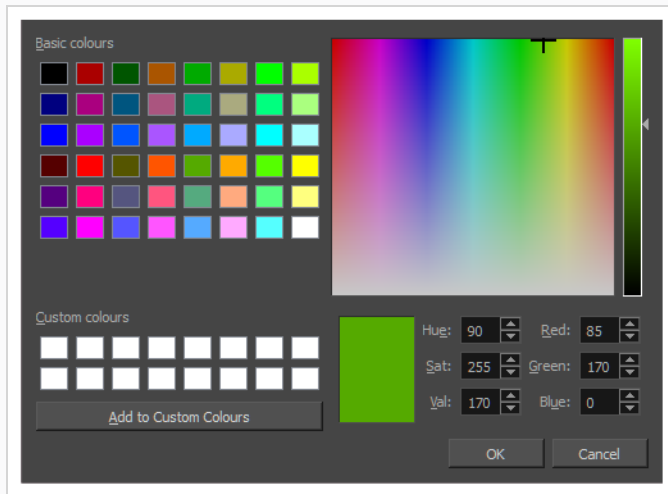 Basic colours
Custom colours
Add to Custom Colours
Hue: 90 Red: 85
Sat: 255 Green: 170
Val: 170 Blue: 0
OK Cancel